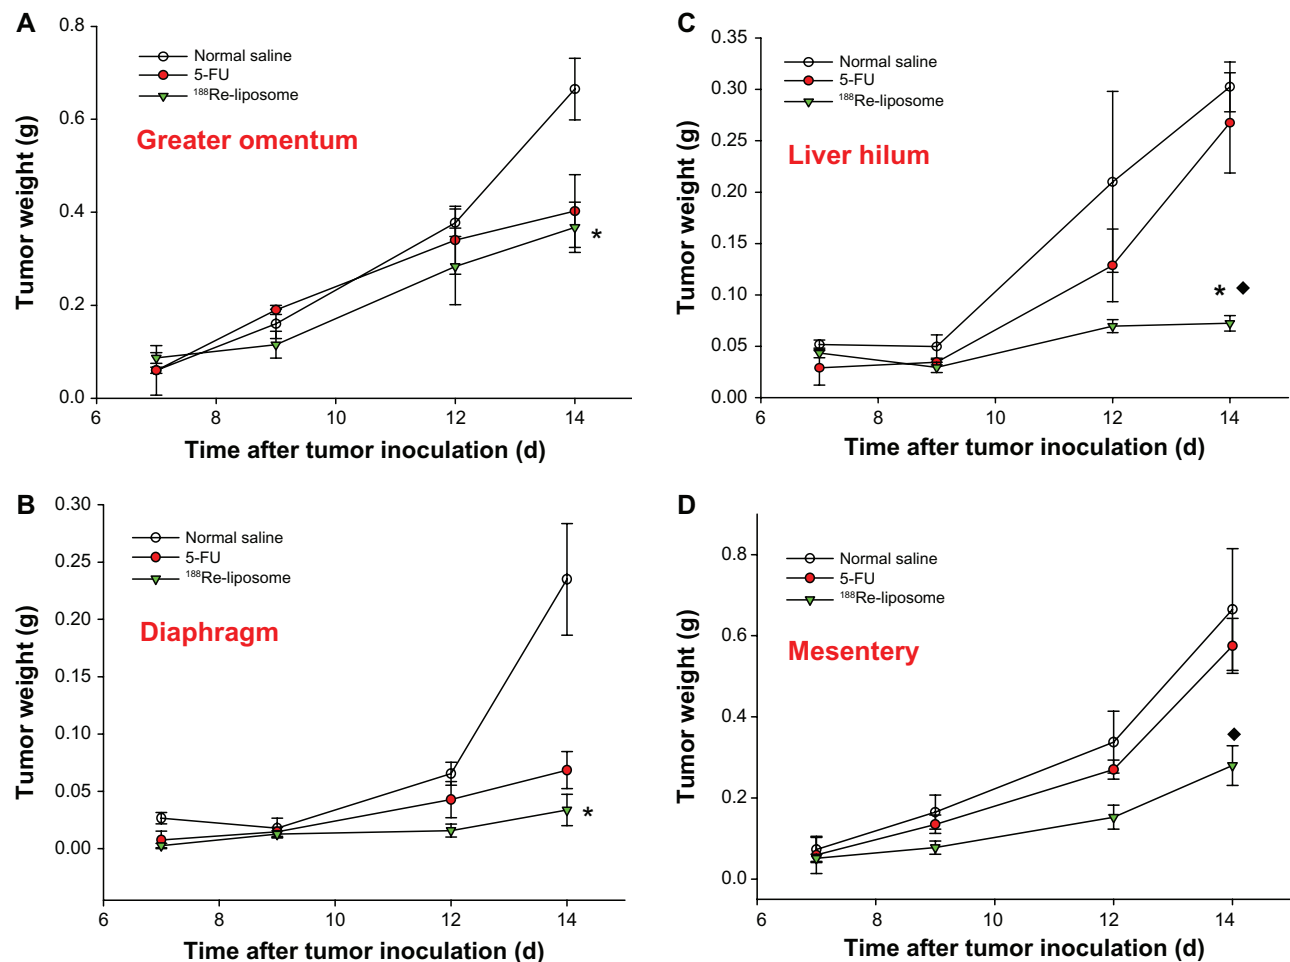 A
0.8
0.6
0.4
0.2
0.0
Tumor weight (g)
Normal saline
5-FU
¹⁸⁸Re-liposome
Greater omentum
*
6 8 10 12 14
Time after tumor inoculation (d)
C
0.35
0.30
0.25
0.20
0.15
0.10
0.05
0.00
Tumor weight (g)
Normal saline
5-FU
¹⁸⁸Re-liposome
Liver hilum
* ◆
6 8 10 12 14
Time after tumor inoculation (d)
B
0.30
0.25
0.20
0.15
0.10
0.05
0.00
Tumor weight (g)
Normal saline
5-FU
¹⁸⁸Re-liposome
Diaphragm
*
6 8 10 12 14
Time after tumor inoculation (d)
D
0.8
0.6
0.4
0.2
0.0
Tumor weight (g)
Normal saline
5-FU
¹⁸⁸Re-liposome
Mesentery
◆
6 8 10 12 14
Time after tumor inoculation (d)